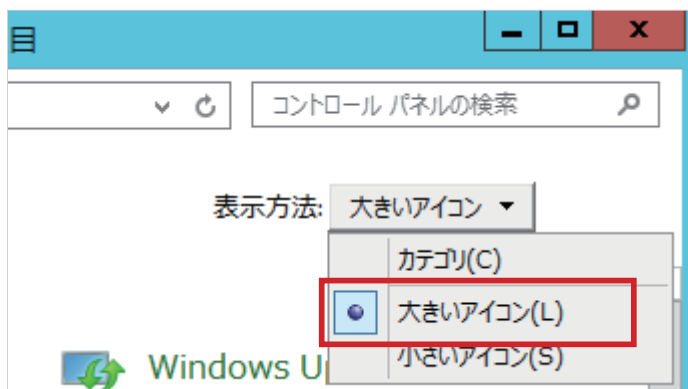 目
コントロール パネルの検索
表示方法: 大きいアイコン
カテゴリ(C)
大きいアイコン(L)
小さいアイコン(S)
Windows